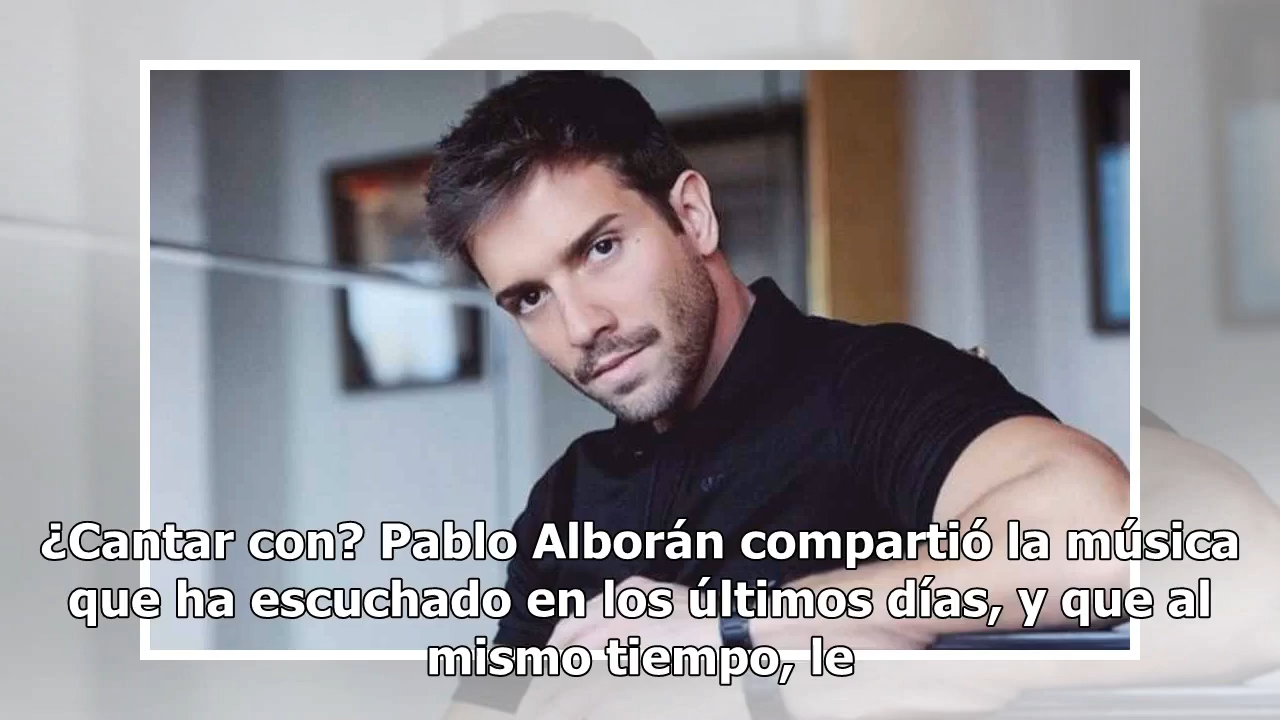 ¿Cantar con? Pablo Alborán compartió la música
que ha escuchado en los últimos días, y que al
mismo tiempo, le